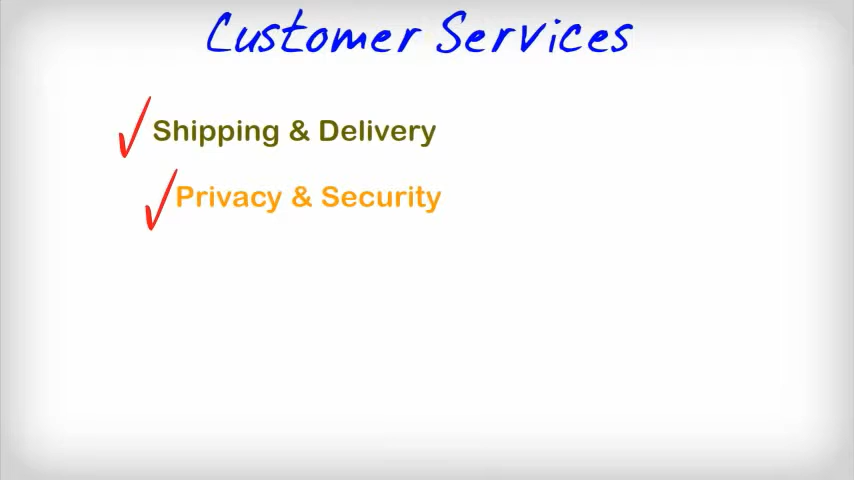 Customer Services
Shipping & Delivery
Privacy & Security